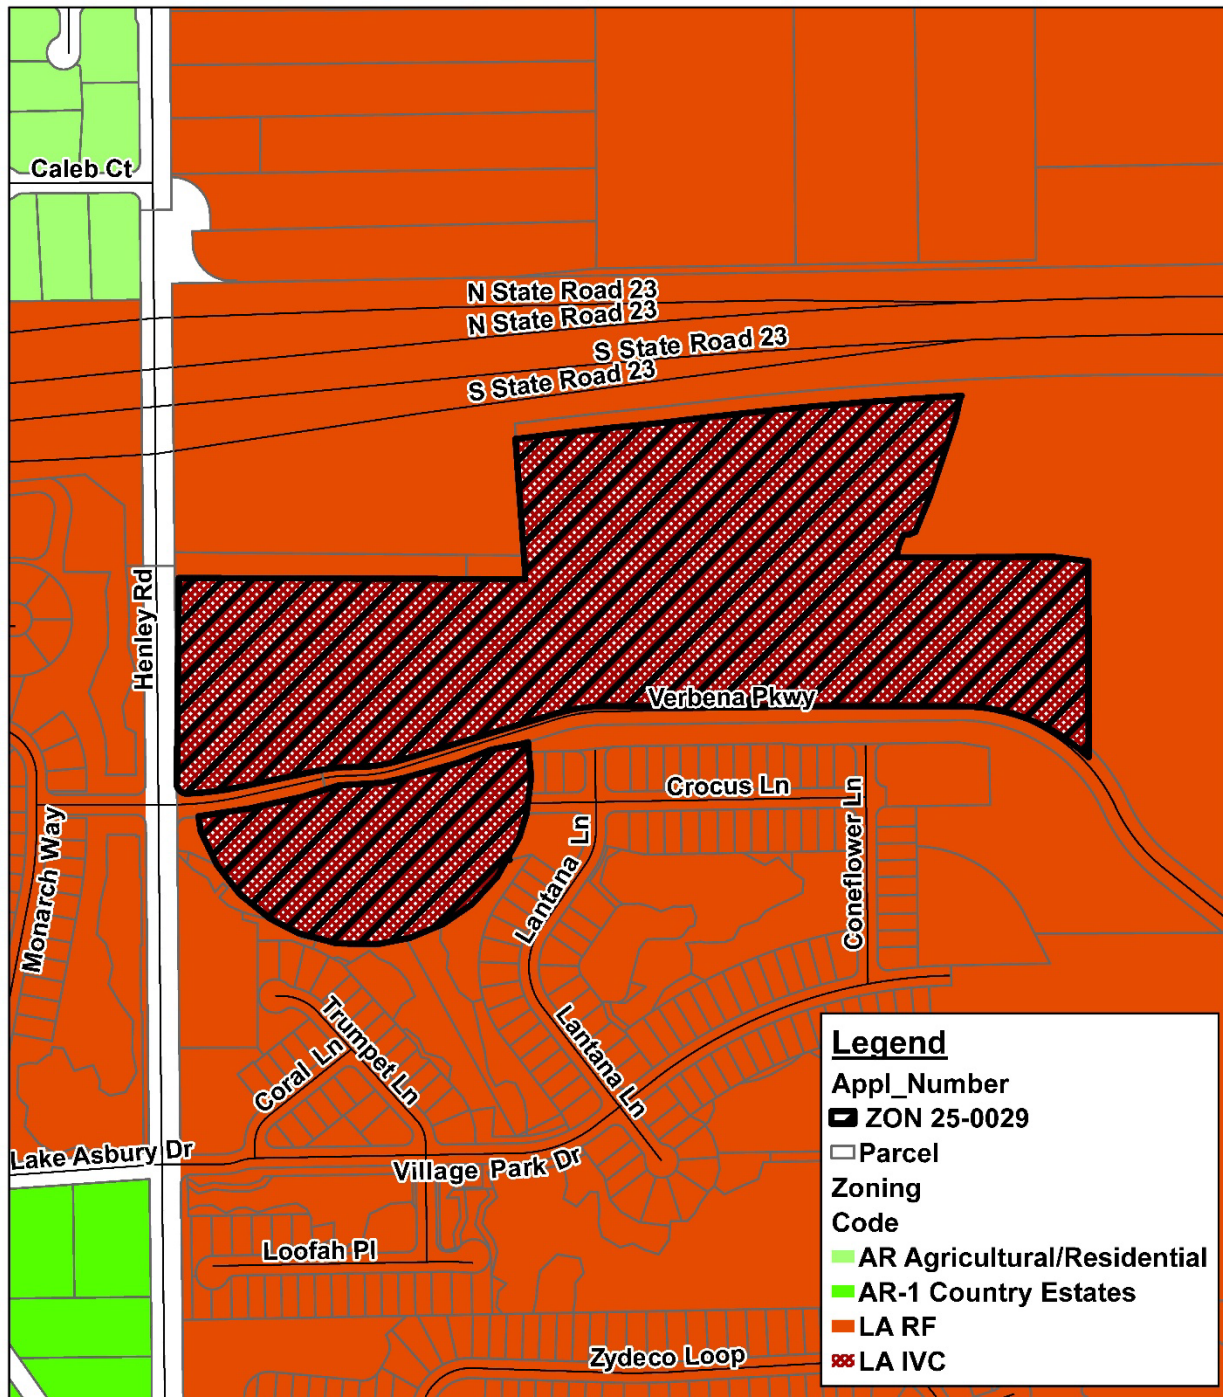 Caleb Ct
N State Road 23
N State Road 23
S State Road 23
S State Road 23
Henley Rd
Verbena Pkwy
Crocus Ln
Monarch Way
Lantana Ln
Coneflower Ln
Trumpet Ln
Coral Ln
Lantana Ln
Lake Asbury Dr
Village Park Dr
Loofah Pl
Zydeco Loop
Legend
Appl_Number
ZON 25-0029
Parcel
Zoning
Code
AR Agricultural/Residential
AR-1 Country Estates
LA RF
LA IVC